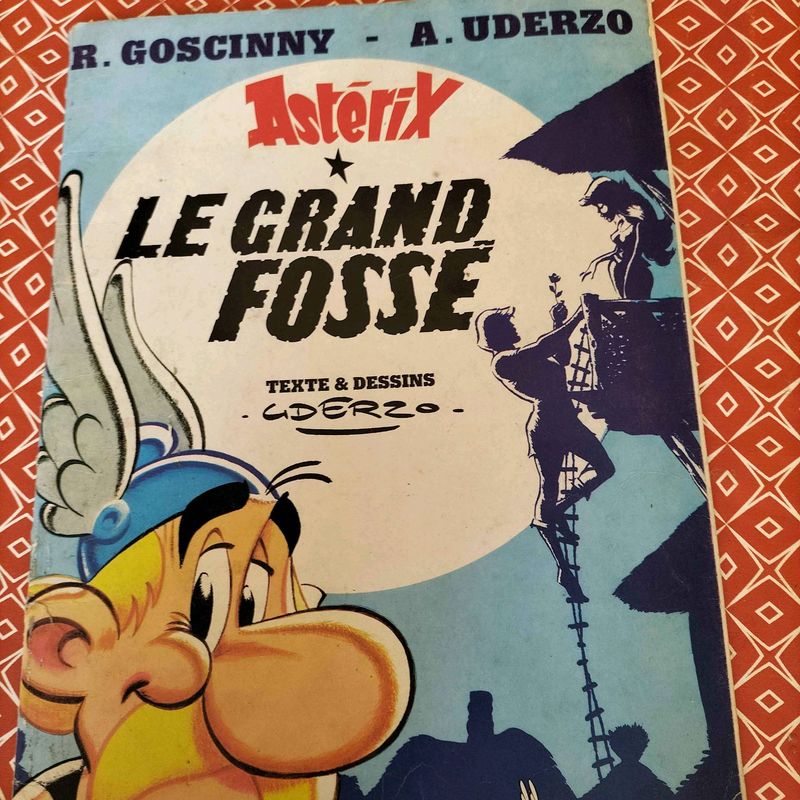 R. GOSCINNY - A. UDERZO
Astérix
LE GRAND
FOSSÉ
TEXTE & DESSINS
- UDERZO -